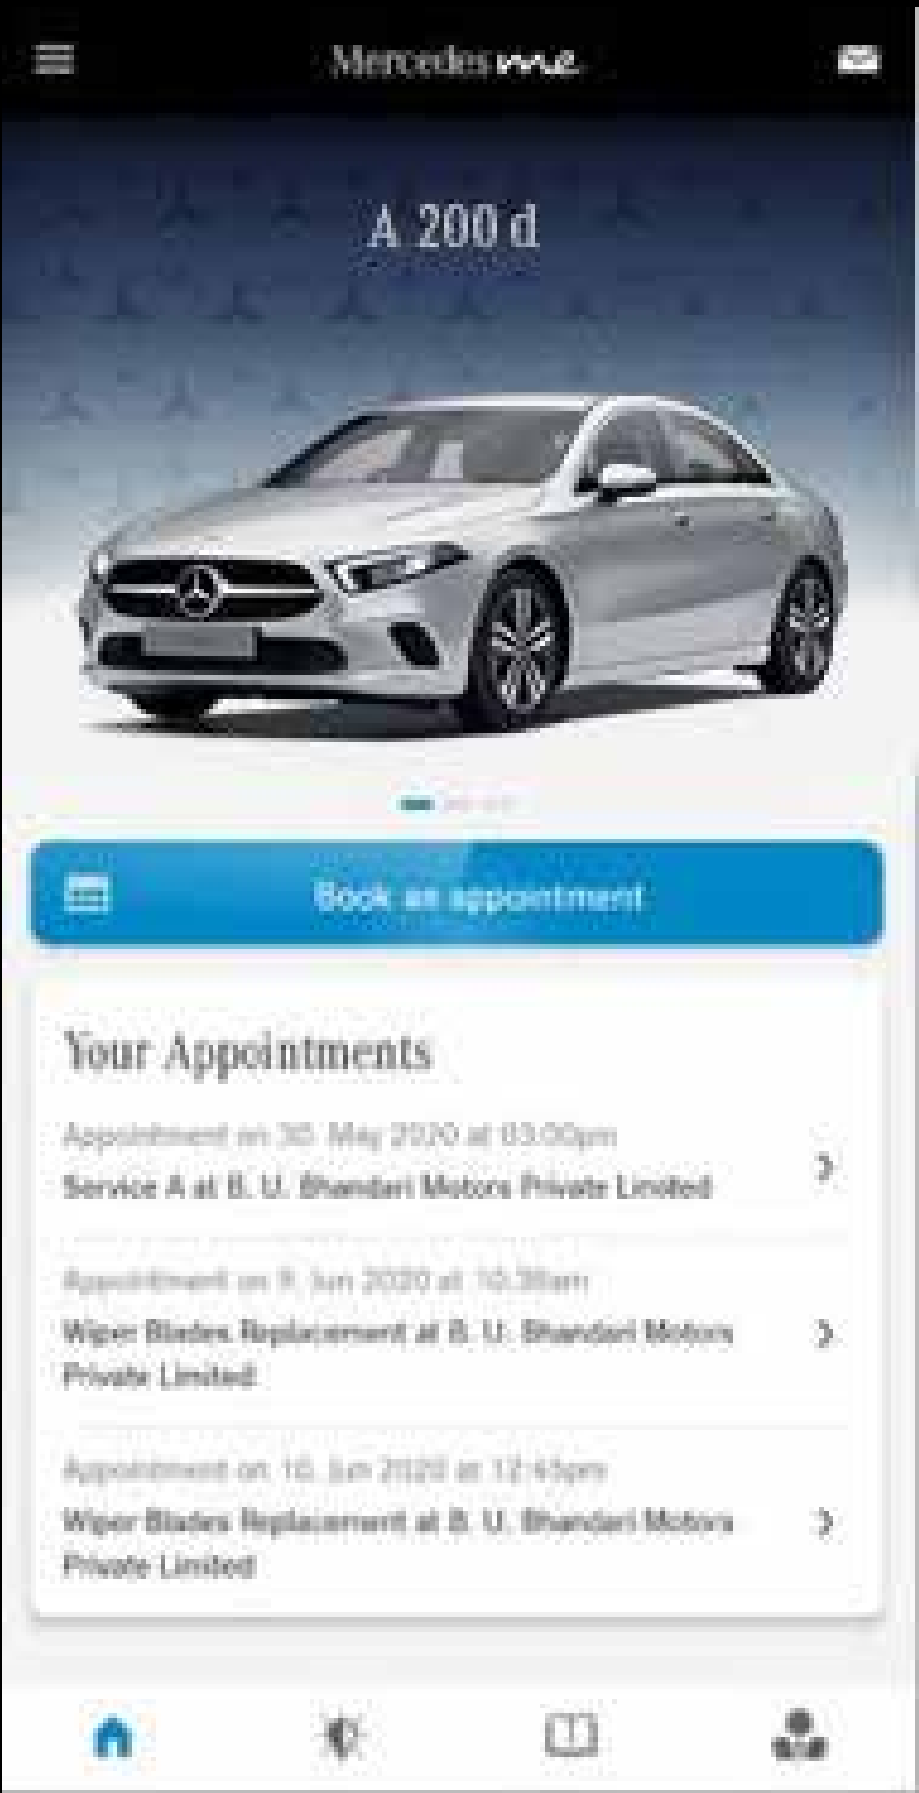 Mercedes me
A 200 d
Book an appointment
Your Appointments
Appointment on 30. May 2020 at 03:00pm
Service A at B. U. Bhandari Motors Private Limited
Appointment on 9. Jun 2020 at 10:30am
Wiper Blades Replacement at B. U. Bhandari Motors
Private Limited
Appointment on 10. Jun 2020 at 12:45pm
Wiper Blades Replacement at B. U. Bhandari Motors
Private Limited